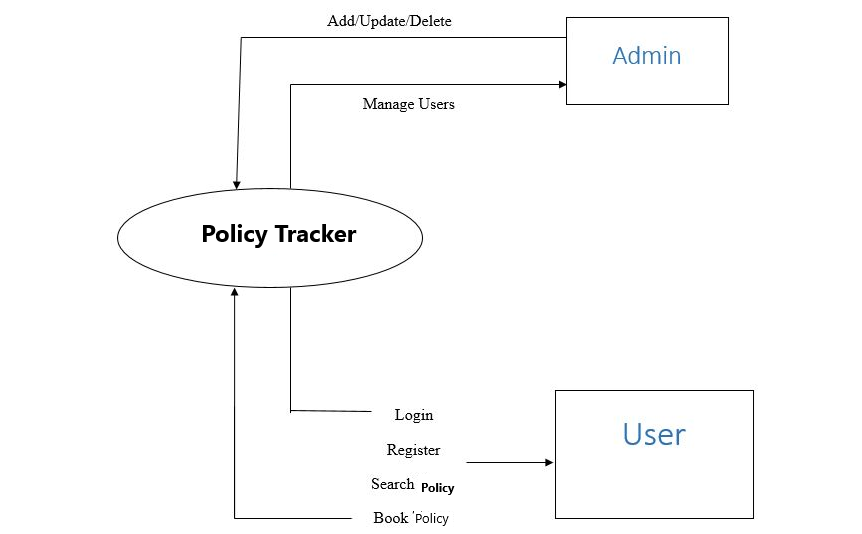 Add/Update/Delete
Admin
Manage Users
Policy Tracker
Login
User
Register
Search Policy
Book Policy